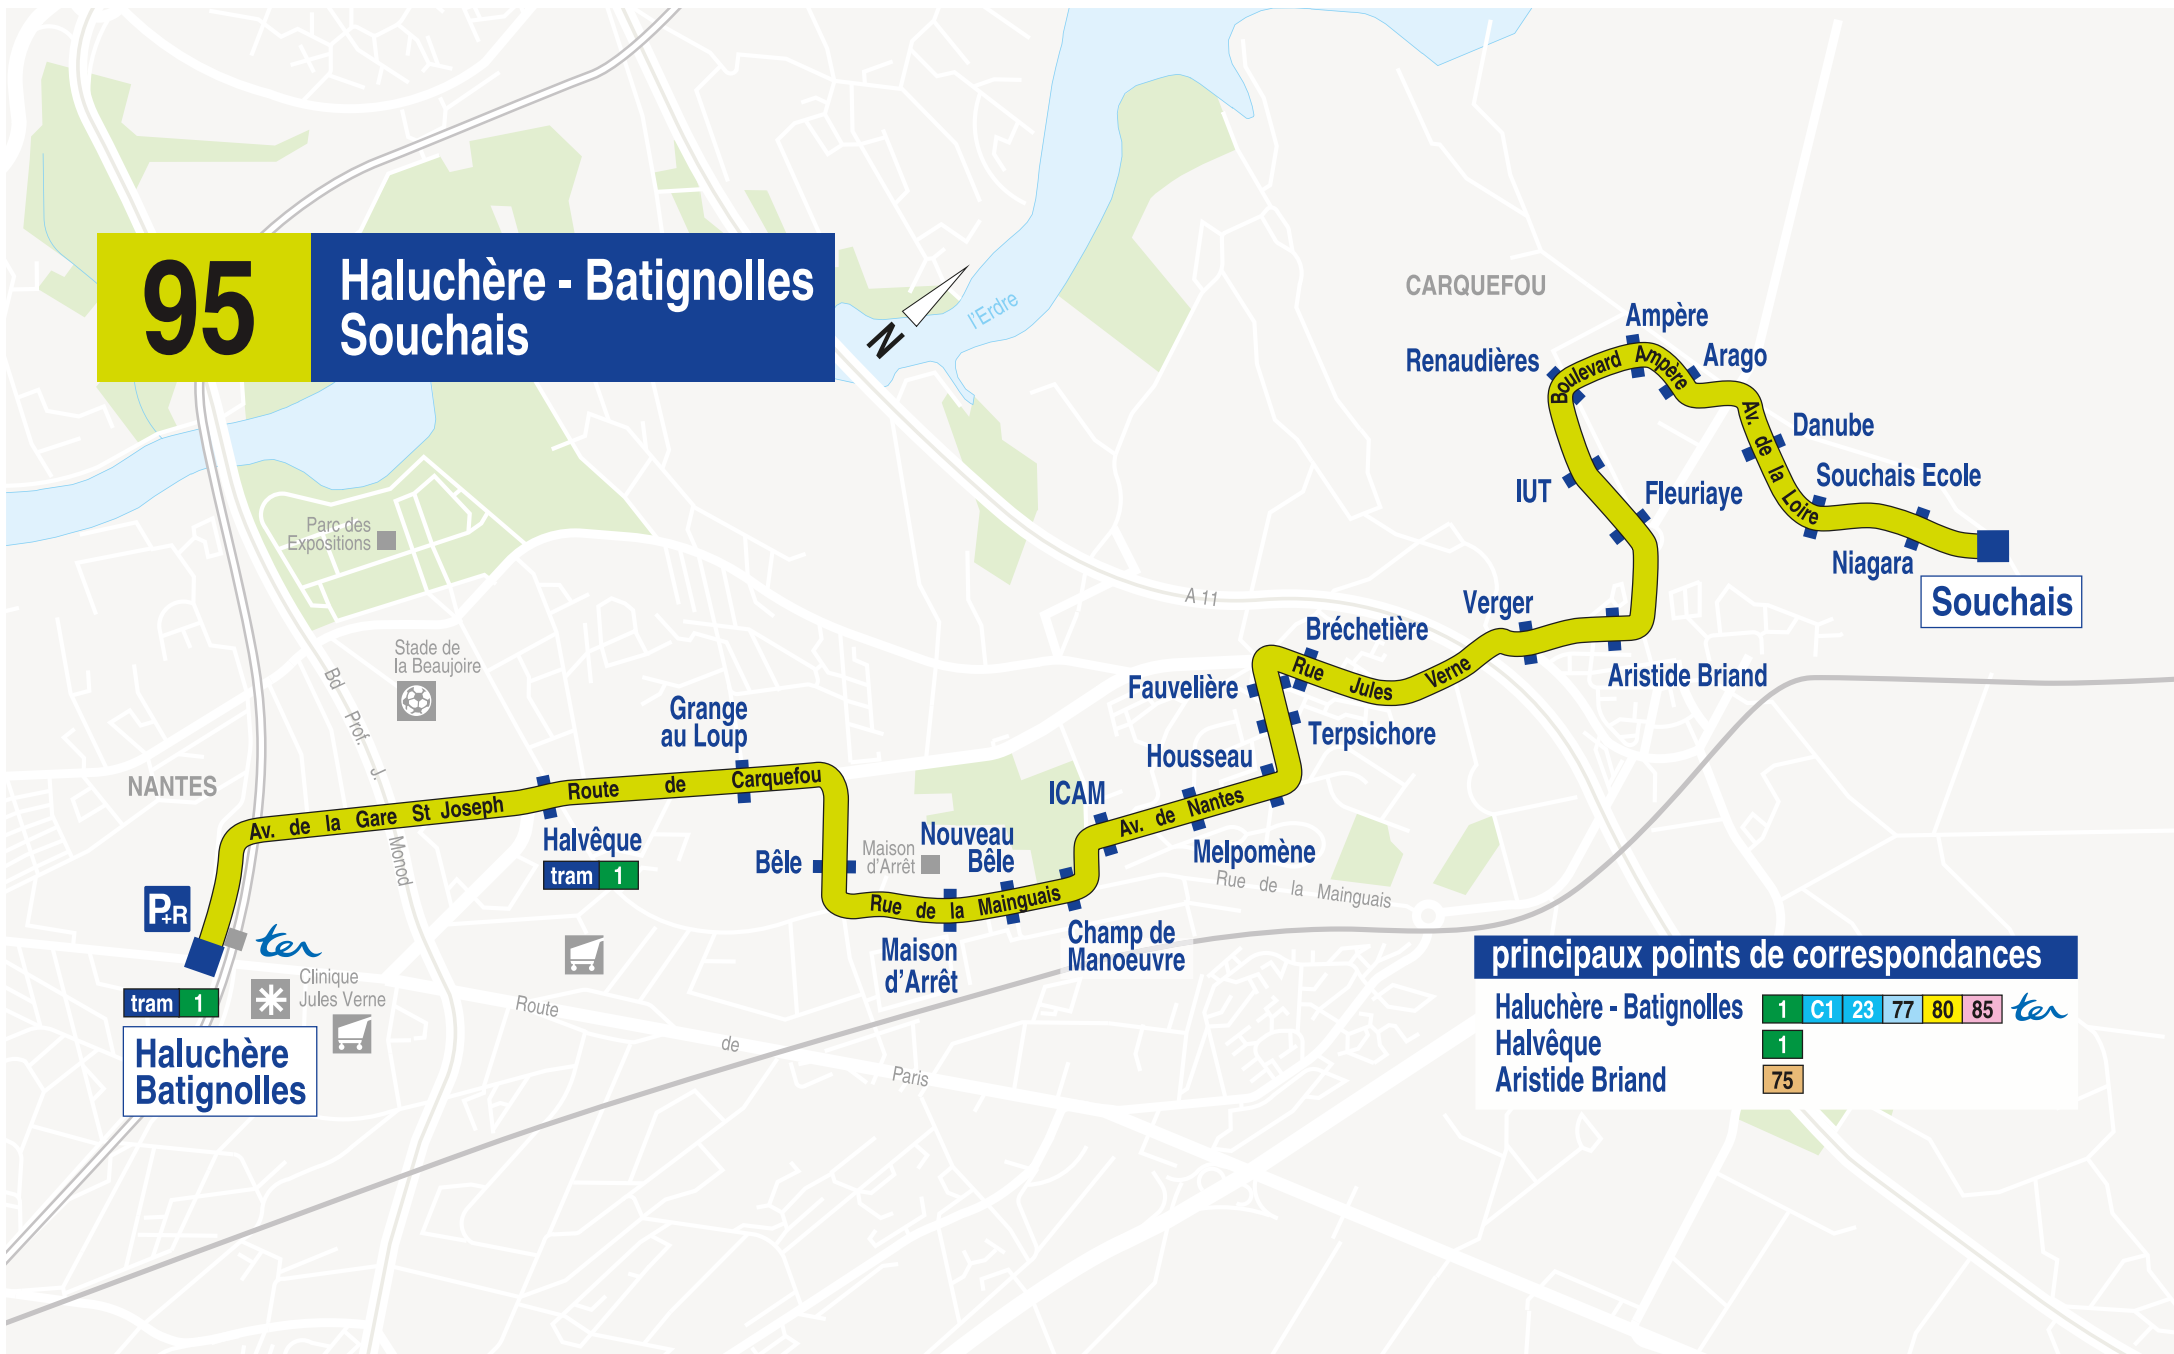 95
Haluchère - Batignolles
Souchais
N
l'Erdre
CARQUEFOU
Ampère
Renaudières
Arago
Boulevard Ampère
Av. de la Loire
Danube
Souchais Ecole
IUT
Fleuriaye
Niagara
Souchais
Parc des
Expositions
A 11
Verger
Bréchetière
Aristide Briand
Rue Jules Verne
Fauvelière
Terpsichore
Housseau
Stade de
la Beaujoire
Bd Prof. J. Monod
Grange
au Loup
NANTES
Av. de la Gare St Joseph
Route de Carquefou
ICAM
Av. de Nantes
Halvêque
tram 1
Bêle
Maison
d'Arrêt
Nouveau
Bêle
Melpomène
Rue de la Mainguais
Rue de la Mainguais
P+R
ter
Maison
d'Arrêt
Champ de
Manoeuvre
Clinique
Jules Verne
tram 1
Haluchère
Batignolles
Route de Paris
principaux points de correspondances
Haluchère - Batignolles 1 C1 23 77 80 85 ter
Halvêque 1
Aristide Briand 75